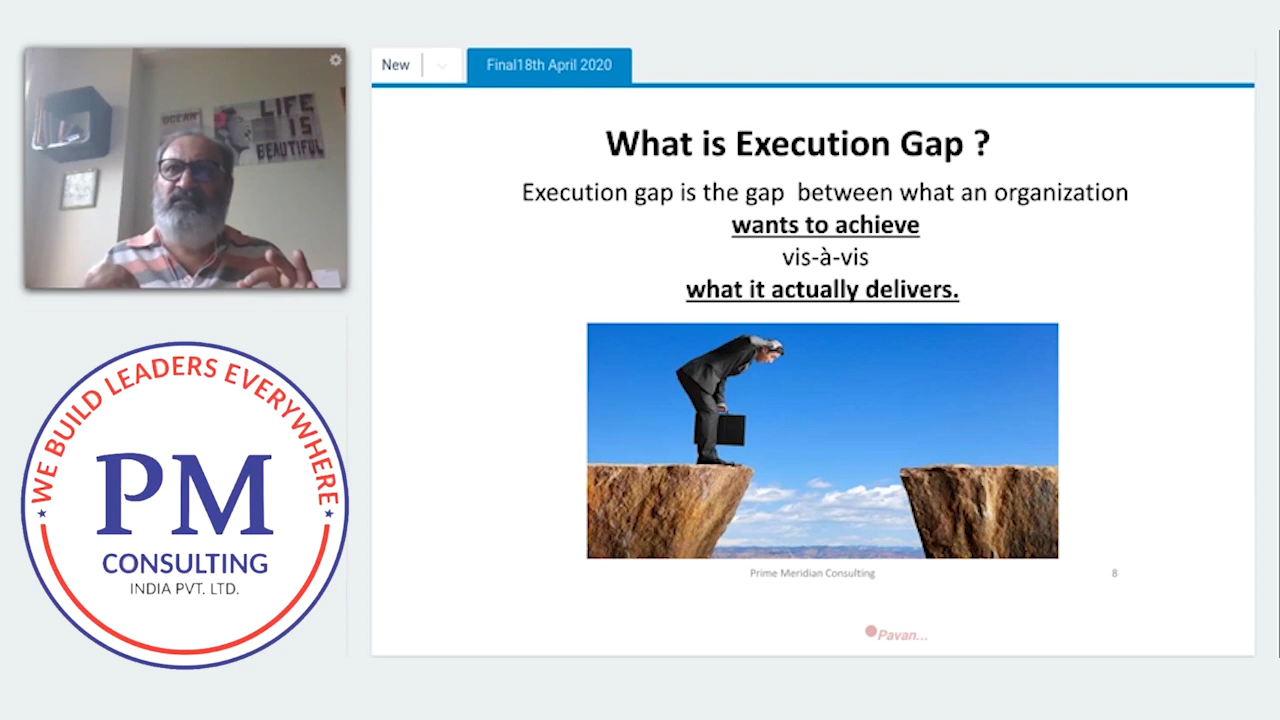 OCEAN
LIFE
IS
BEAUTIFUL
WE BUILD LEADERS EVERYWHERE
PM
CONSULTING
INDIA PVT. LTD.
New
Final18th April 2020
What is Execution Gap ?
Execution gap is the gap between what an organization
wants to achieve
vis-à-vis
what it actually delivers.
Prime Meridian Consulting
8
Pavan...